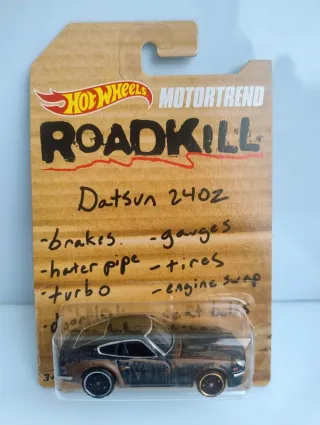 HOT WHEELS MOTORTREND
ROADKILL
Datsun 240z
-brakes. -gauges
-hater pipe -tires
-turbo -engine swap